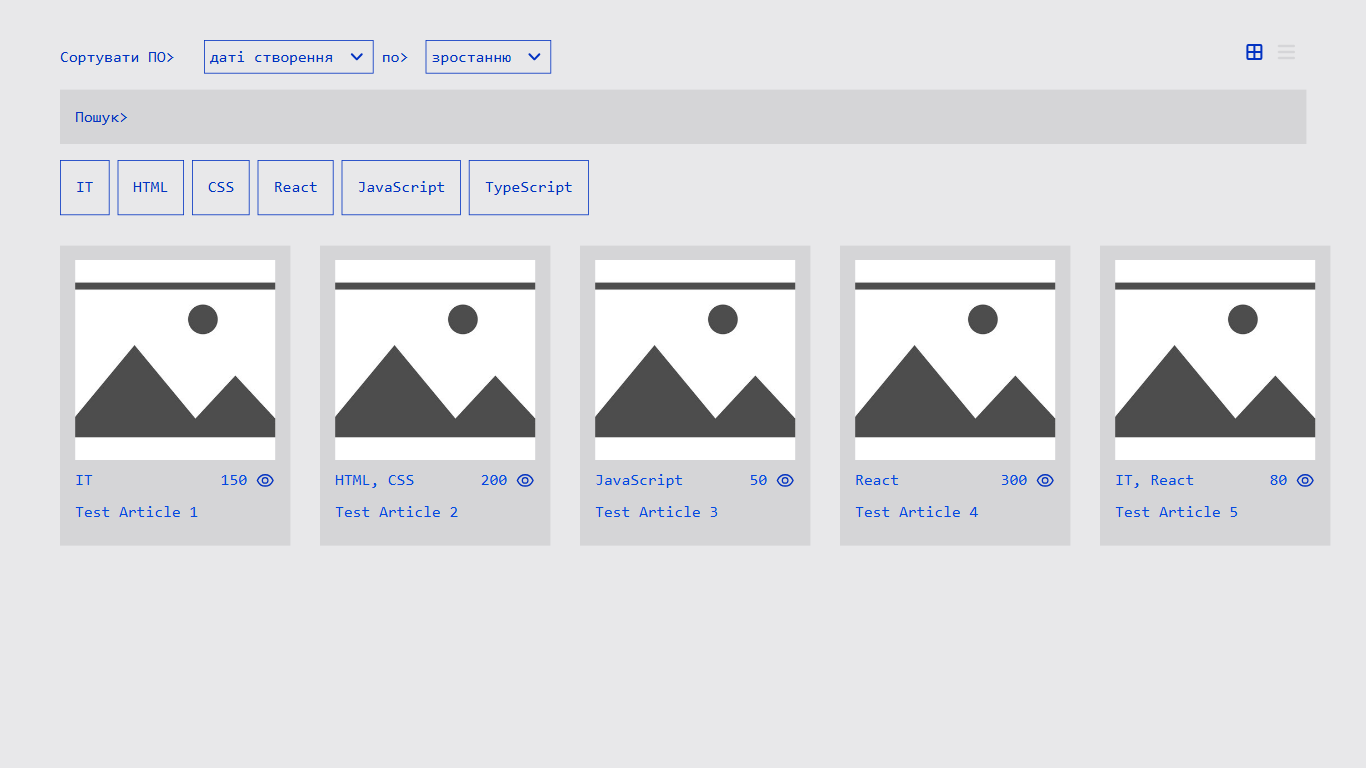 Сортувати ПО> даті створення по> зростанню
Пошук>
IT HTML CSS React JavaScript TypeScript
IT 150 HTML, CSS 200 JavaScript 50 React 300 IT, React 80
Test Article 1 Test Article 2 Test Article 3 Test Article 4 Test Article 5